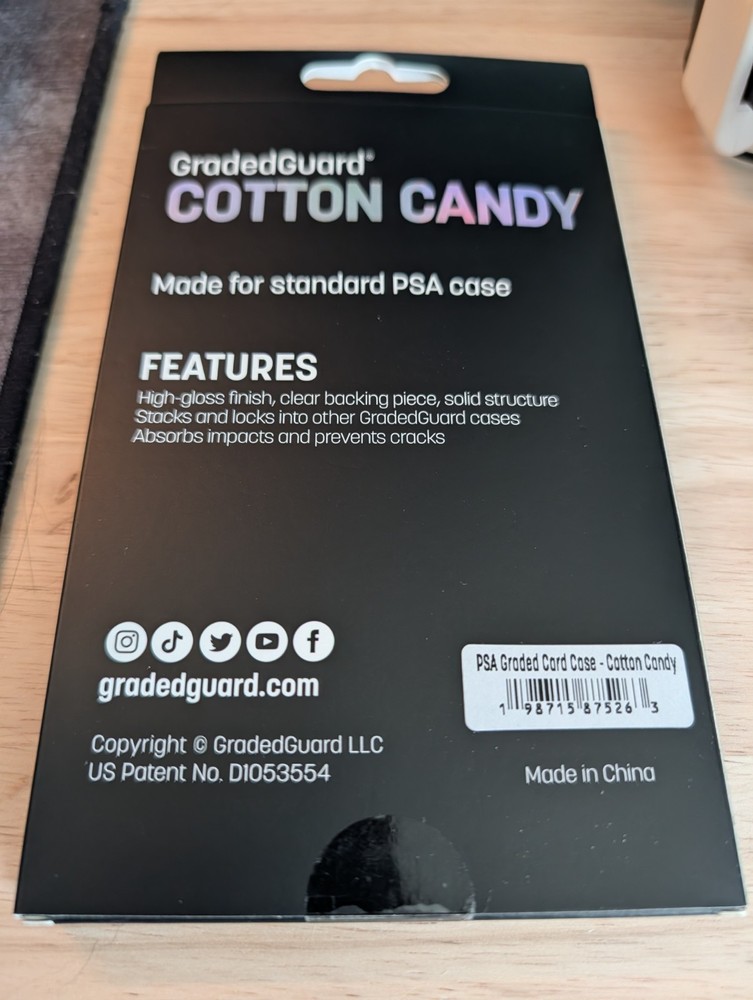 GradedGuard®
COTTON CANDY
Made for standard PSA case
FEATURES
High-gloss finish, clear backing piece, solid structure
Stacks and locks into other GradedGuard cases
Absorbs impacts and prevents cracks
gradedguard.com
PSA Graded Card Case - Cotton Candy
1 98715 87526 3
Copyright © GradedGuard LLC
US Patent No. D1053554
Made in China